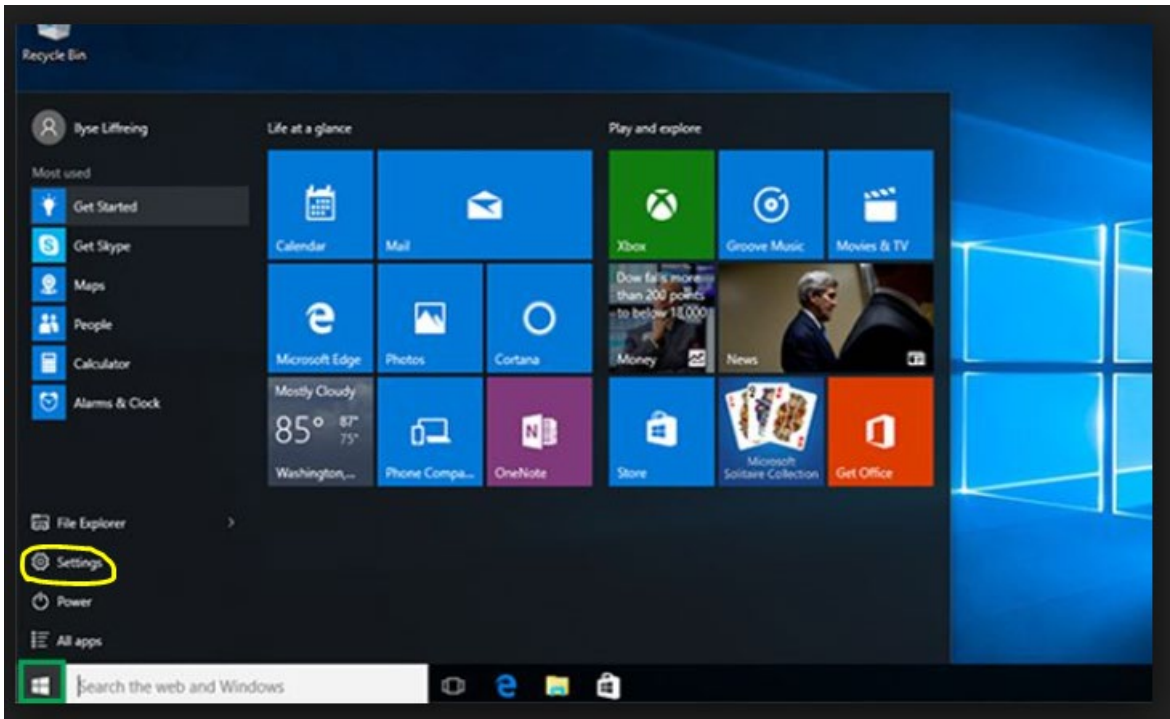 Recycle Bin
Ilyse Liffreing
Most used
Get Started
Get Skype
Maps
People
Calculator
Alarms & Clock
File Explorer
Settings
Power
All apps
Search the web and Windows
Life at a glance
Calendar
Mail
Microsoft Edge
Photos
Cortana
Mostly Cloudy
85° 87°
75°
Washington,...
Phone Compa...
OneNote
Play and explore
Xbox
Groove Music
Movies & TV
Dow falls more
than 200 points
to below 18,000
Money
News
Store
Microsoft
Solitaire Collection
Get Office